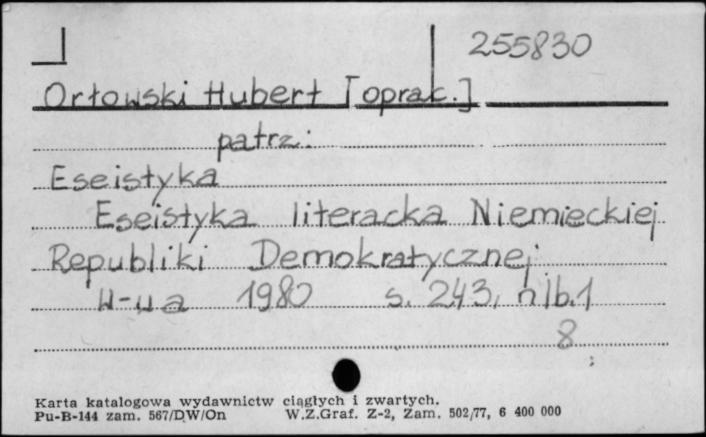 255830
Orłowski Hubert [oprac.]
patrz:
Eseistyka
Eseistyka literacka Niemieckiej
Republiki Demokratycznej
W-wa 1980 s. 243, nlb.1
8
Karta katalogowa wydawnictw ciągłych i zwartych.
Pu-B-144 zam. 567/DW/On W.Z.Graf. Z-2, Zam. 502/77, 6 400 000